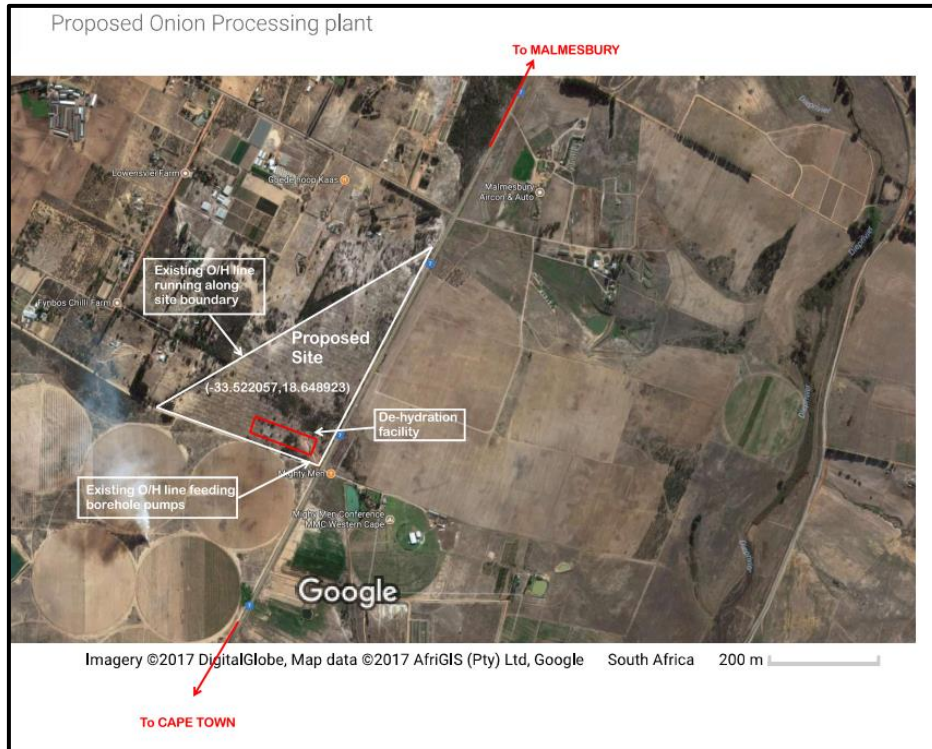 Proposed Onion Processing plant
To MALMESBURY
Lowensvlei Farm
Goedehoop Kaas
Malmesbury
Aircon & Auto
Existing O/H line
running along
site boundary
Fynbos Chilli Farm
Proposed
Site
(-33.522057,18.648923)
De-hydration
facility
Mighty Men
Existing O/H line feeding
borehole pumps
Mighty Men Conference
MMC Western Cape
Google
Imagery ©2017 DigitalGlobe, Map data ©2017 AfriGIS (Pty) Ltd, Google South Africa 200 m
To CAPE TOWN